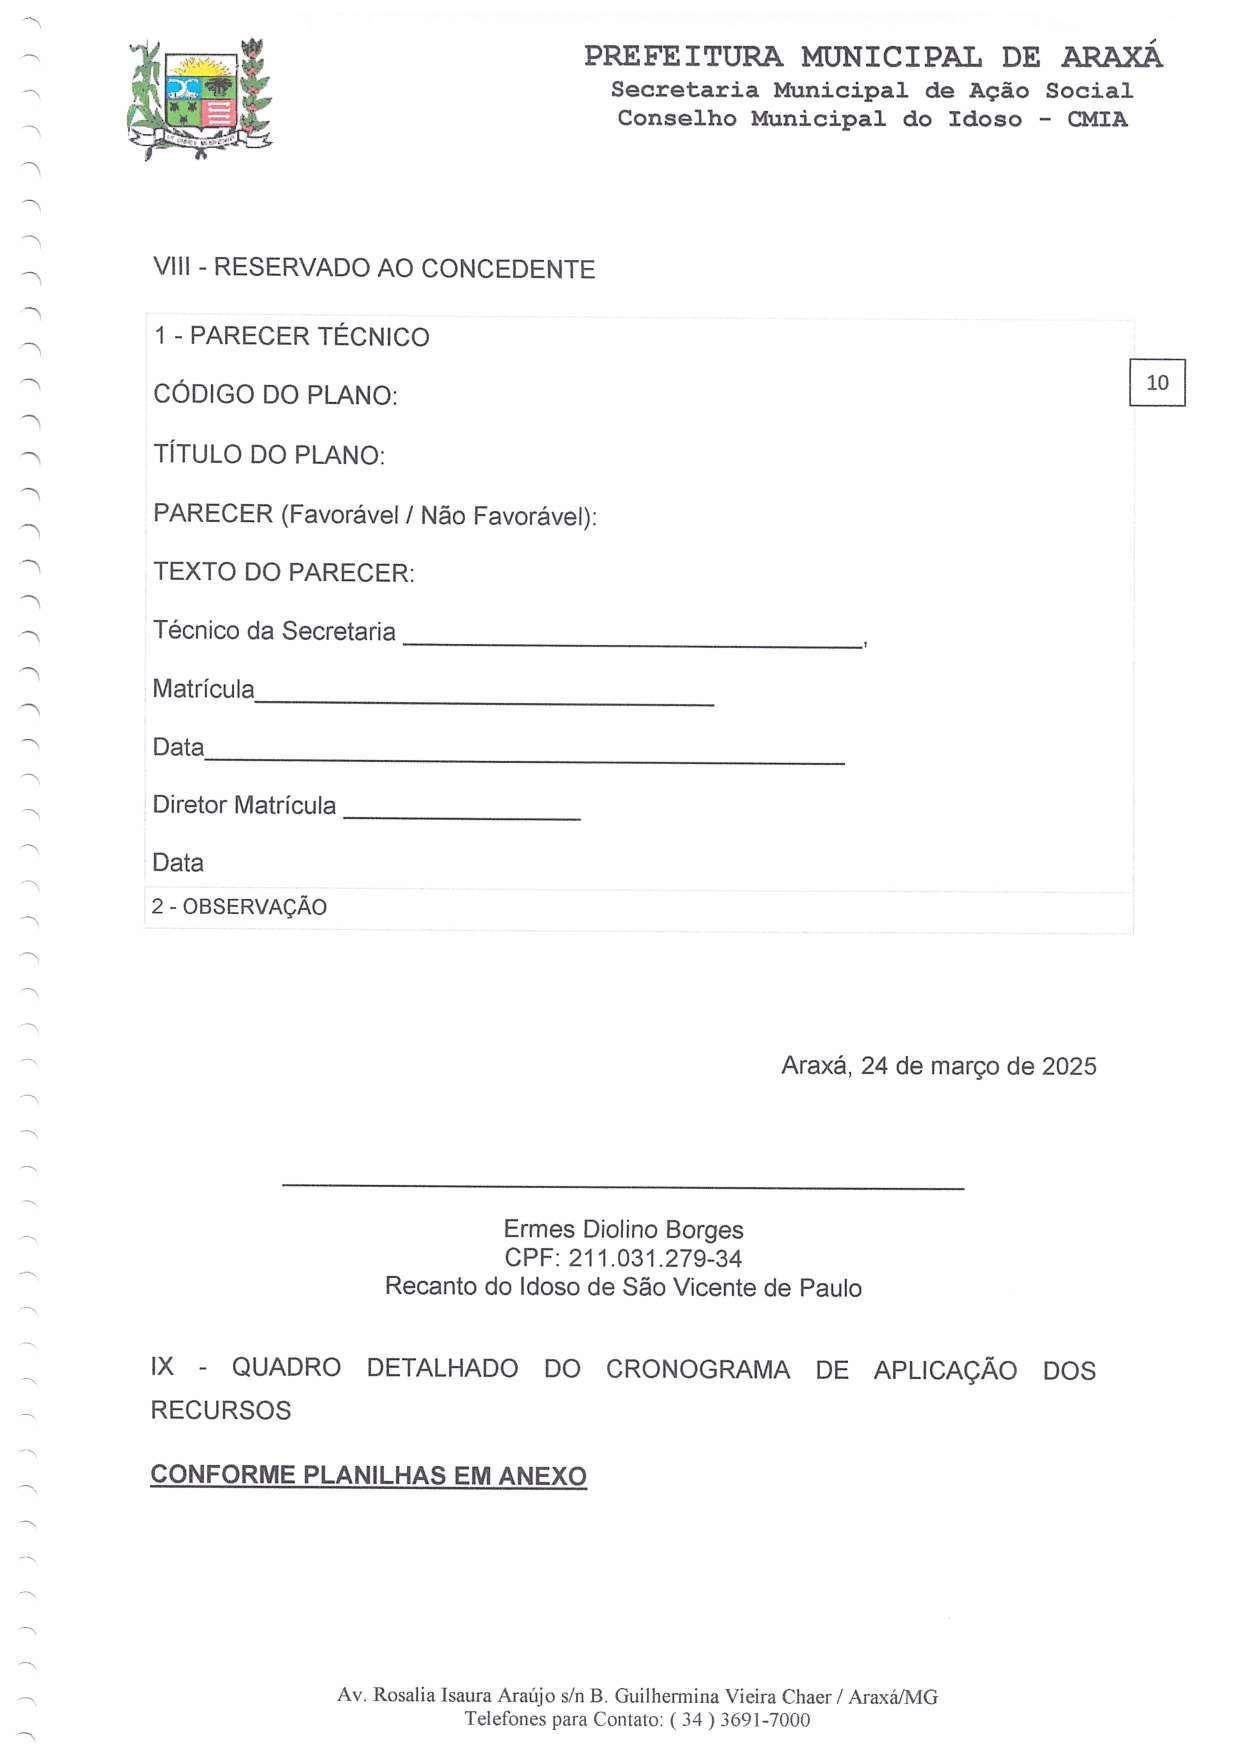 PREFEITURA MUNICIPAL DE ARAXÁ
Secretaria Municipal de Ação Social
Conselho Municipal do Idoso - CMIA
VIII - RESERVADO AO CONCEDENTE
1 - PARECER TÉCNICO
10
CÓDIGO DO PLANO:
TÍTULO DO PLANO:
PARECER (Favorável / Não Favorável):
TEXTO DO PARECER:
Técnico da Secretaria ___________________________________,
Matrícula___________________________________
Data_________________________________________________
Diretor Matrícula __________________
Data
2 - OBSERVAÇÃO
Araxá, 24 de março de 2025
Ermes Diolino Borges
CPF: 211.031.279-34
Recanto do Idoso de São Vicente de Paulo
IX - QUADRO DETALHADO DO CRONOGRAMA DE APLICAÇÃO DOS
RECURSOS
CONFORME PLANILHAS EM ANEXO
Av. Rosalia Isaura Araújo s/n B. Guilhermina Vieira Chaer / Araxá/MG
Telefones para Contato: ( 34 ) 3691-7000